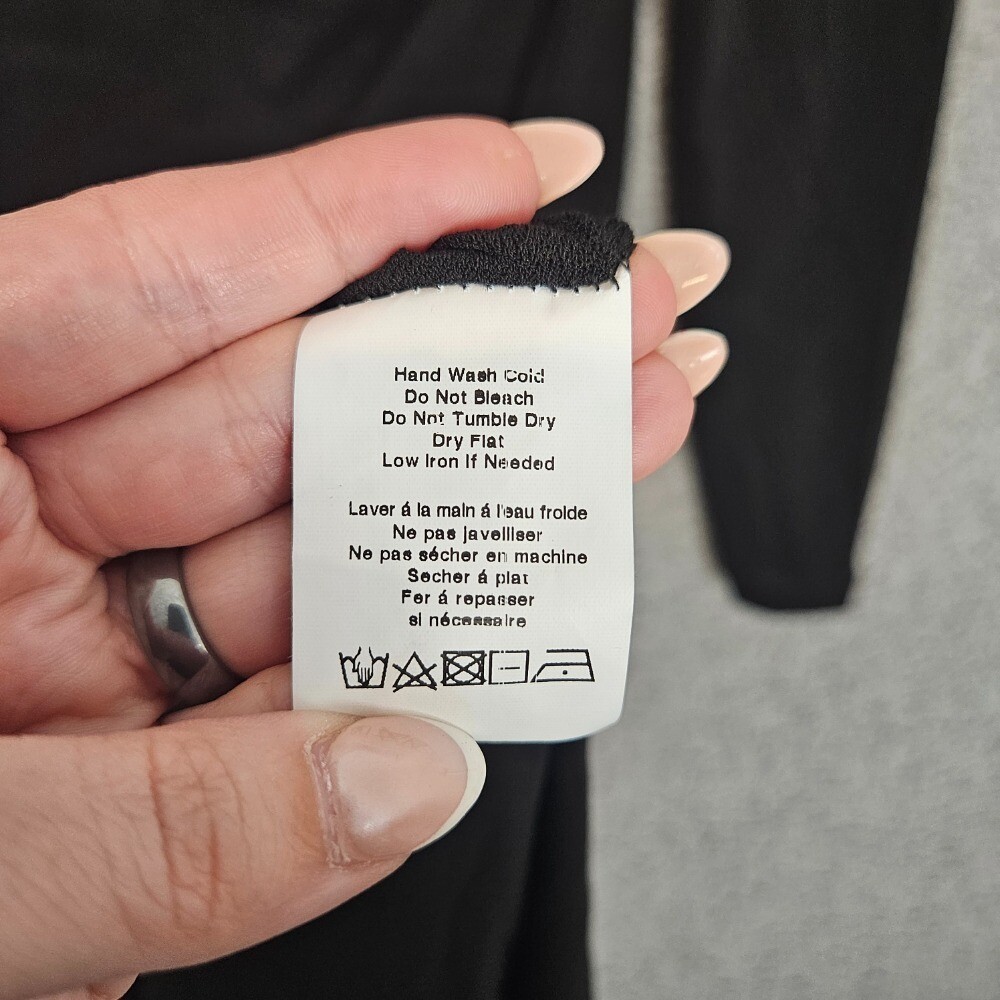 Hand Wash Cold
Do Not Bleach
Do Not Tumble Dry
Dry Flat
Low Iron If Needed
Laver á la main á l'eau froide
Ne pas javelliser
Ne pas sécher en machine
Secher á plat
Fer á repasser
si nécessaire